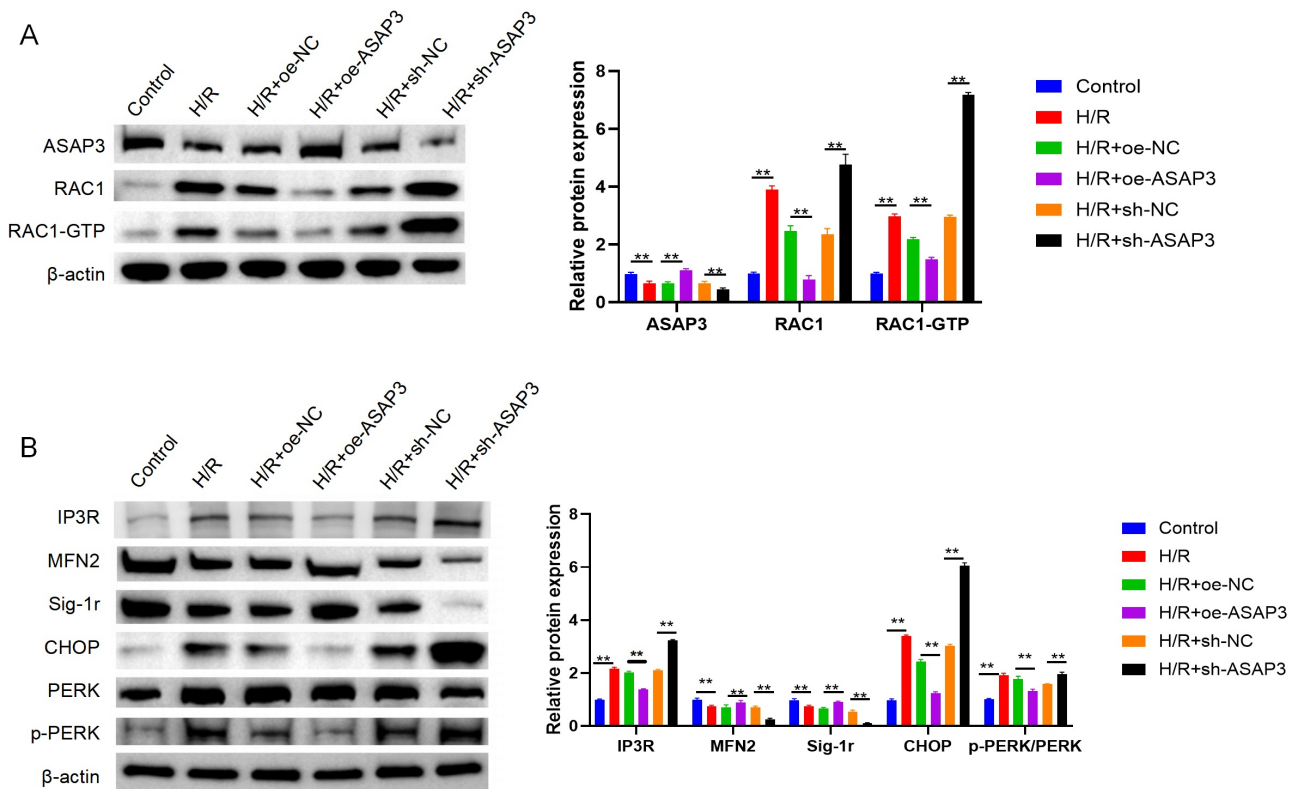 A
Control
H/R
H/R+oe-NC
H/R+oe-ASAP3
H/R+sh-NC
H/R+sh-ASAP3
ASAP3
RAC1
RAC1-GTP
β-actin
Relative protein expression
8
6
4
2
0
** ** **
** ** **
** ** **
ASAP3 RAC1 RAC1-GTP
Control
H/R
H/R+oe-NC
H/R+oe-ASAP3
H/R+sh-NC
H/R+sh-ASAP3
B
Control
H/R
H/R+oe-NC
H/R+oe-ASAP3
H/R+sh-NC
H/R+sh-ASAP3
IP3R
MFN2
Sig-1r
CHOP
PERK
p-PERK
β-actin
Relative protein expression
8
6
4
2
0
** ** **
** ** **
** ** **
** ** **
** ** **
IP3R MFN2 Sig-1r CHOP p-PERK/PERK
Control
H/R
H/R+oe-NC
H/R+oe-ASAP3
H/R+sh-NC
H/R+sh-ASAP3